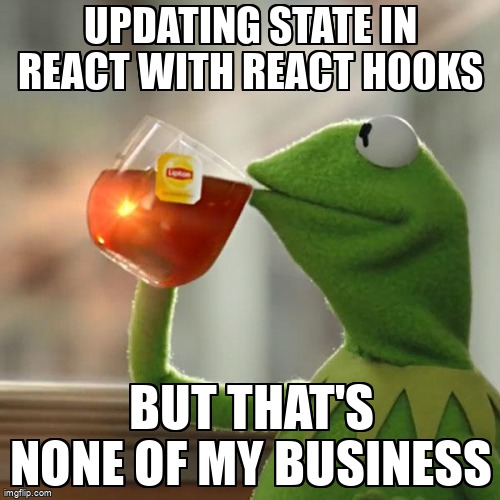 UPDATING STATE IN
REACT WITH REACT HOOKS
Lipton
BUT THAT'S
NONE OF MY BUSINESS
imgflip.com